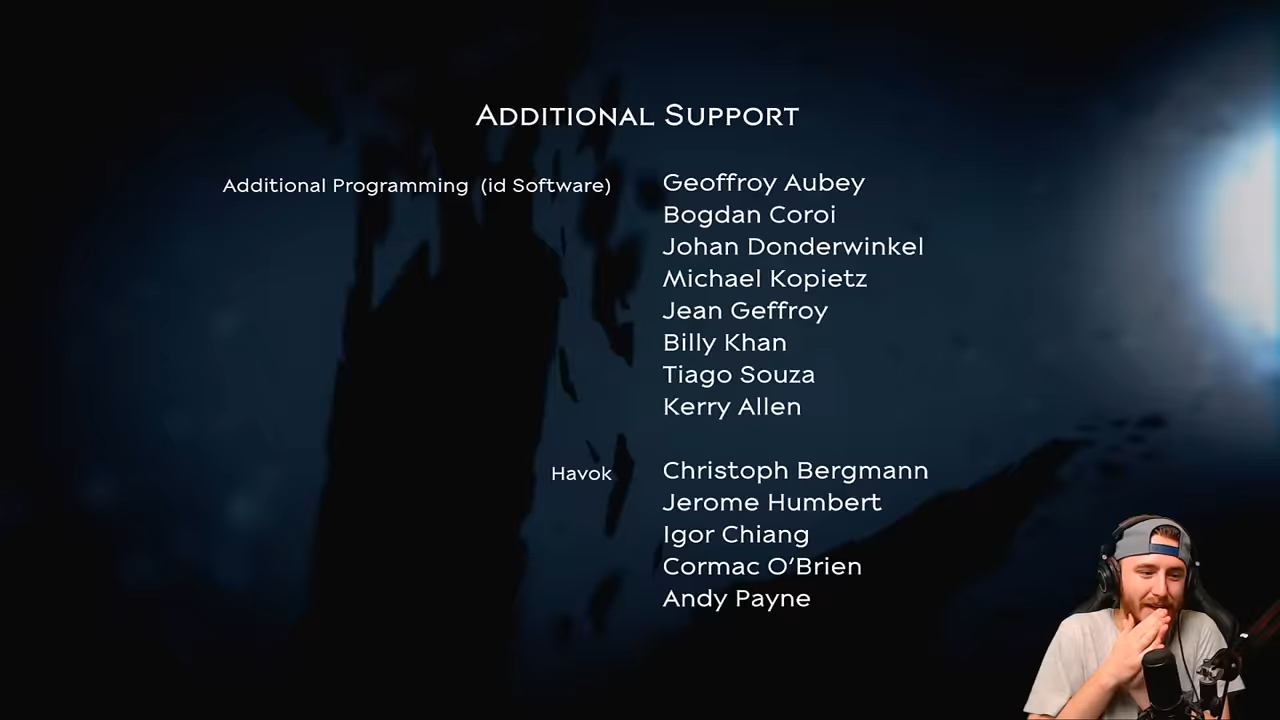 Additional Support
Additional Programming (id Software) Geoffroy Aubey
Bogdan Coroi
Johan Donderwinkel
Michael Kopietz
Jean Geffroy
Billy Khan
Tiago Souza
Kerry Allen
Havok Christoph Bergmann
Jerome Humbert
Igor Chiang
Cormac O'Brien
Andy Payne